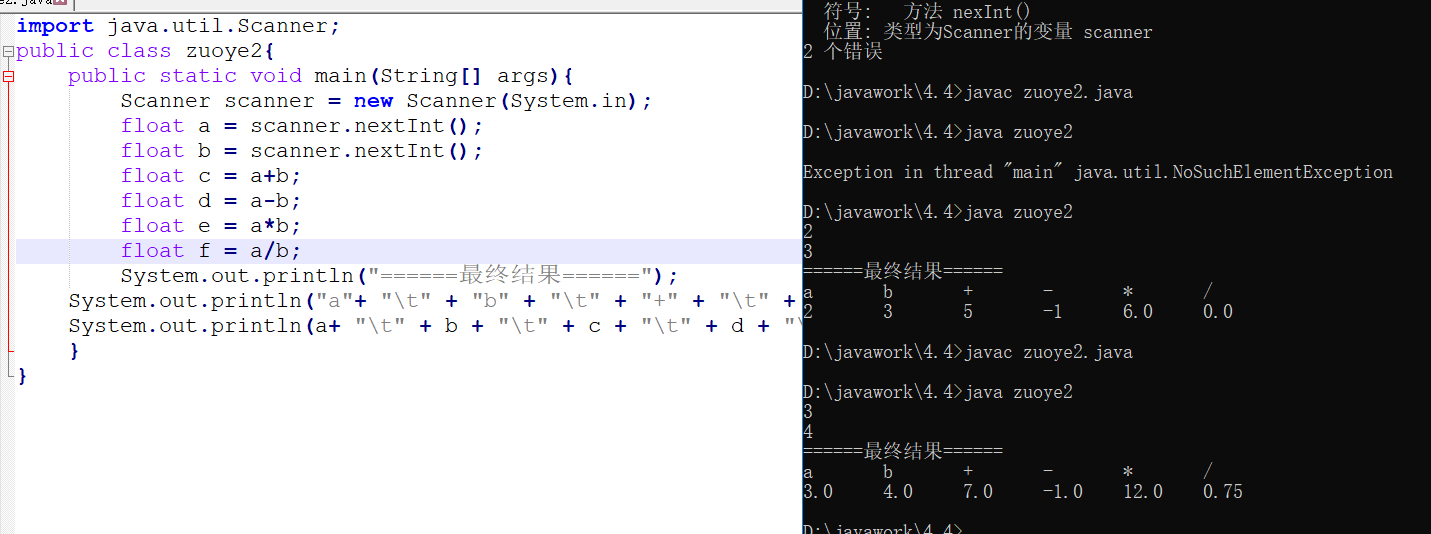 import java.util.Scanner;
public class zuoye2{
public static void main(String[] args){
Scanner scanner = new Scanner(System.in);
float a = scanner.nextInt();
float b = scanner.nextInt();
float c = a+b;
float d = a-b;
float e = a*b;
float f = a/b;
System.out.println("======最终结果======");
System.out.println("a"+ "\t" + "b" + "\t" + "+" + "\t" +
System.out.println(a+ "\t" + b + "\t" + c + "\t" + d + "\
}
}
符号: 方法 nexInt()
位置: 类型为Scanner的变量 scanner
2 个错误
D:\javawork\4.4>javac zuoye2.java
D:\javawork\4.4>java zuoye2
Exception in thread "main" java.util.NoSuchElementException
D:\javawork\4.4>java zuoye2
2
3
======最终结果======
a b + - * /
2 3 5 -1 6.0 0.0
D:\javawork\4.4>javac zuoye2.java
D:\javawork\4.4>java zuoye2
3
4
======最终结果======
a b + - * /
3.0 4.0 7.0 -1.0 12.0 0.75
D:\javawork\4.4>